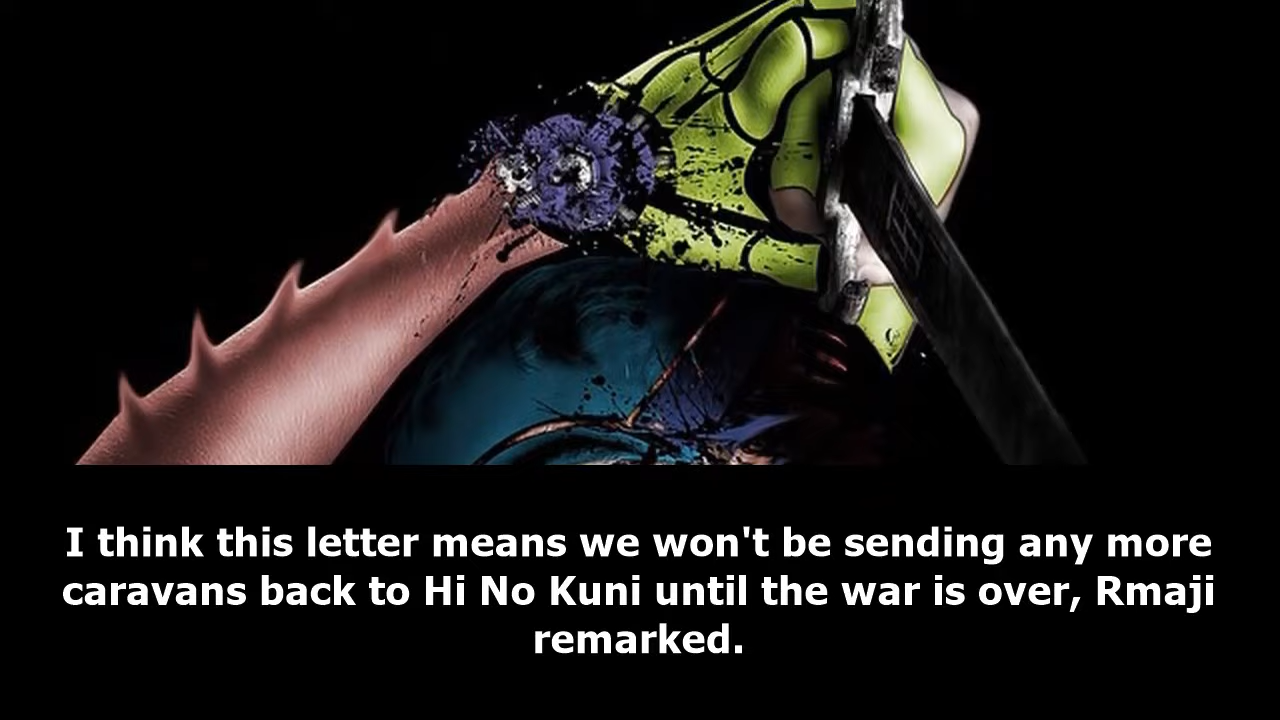 I think this letter means we won't be sending any more
caravans back to Hi No Kuni until the war is over, Rmaji
remarked.